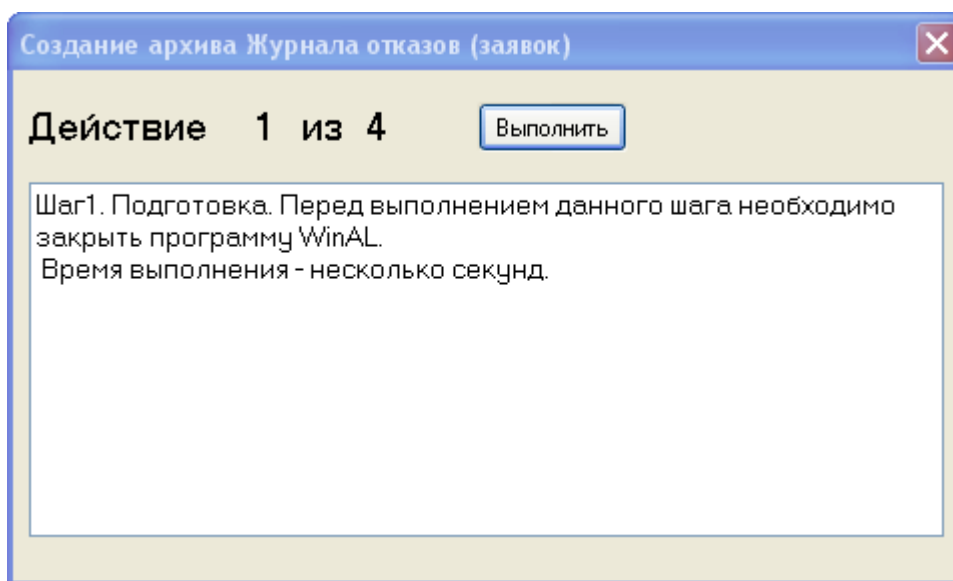 Создание архива Журнала отказов (заявок)
Действие 1 из 4
Выполнить
Шаг1. Подготовка. Перед выполнением данного шага необходимо
закрыть программу WinAL.
Время выполнения - несколько секунд.